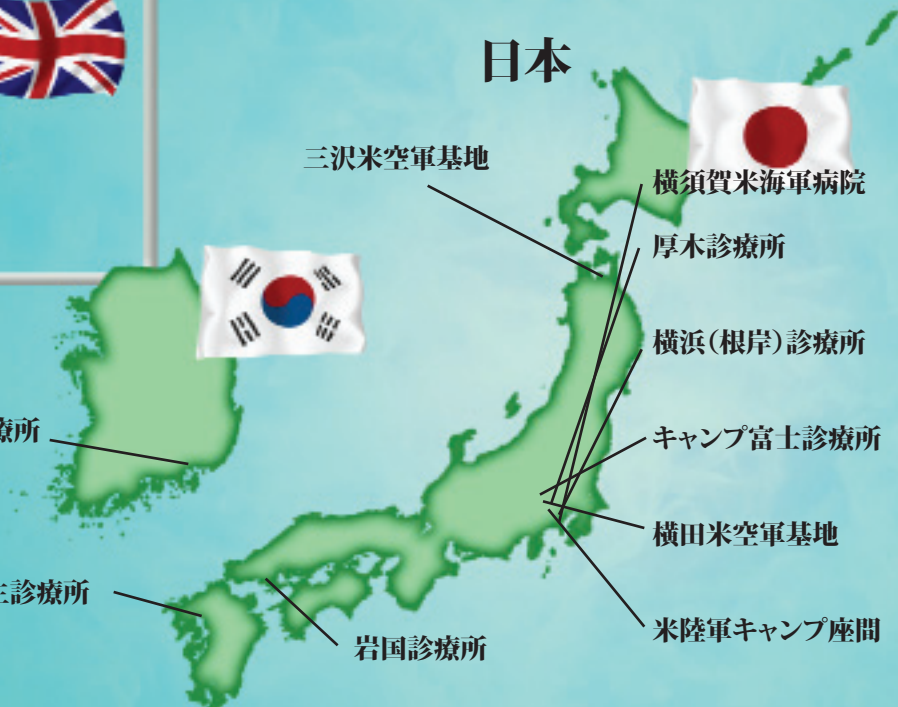 日本
三沢米空軍基地
横須賀米海軍病院
厚木診療所
横浜（根岸）診療所
療所
キャンプ富士診療所
横田米空軍基地
診療所
米陸軍キャンプ座間
岩国診療所